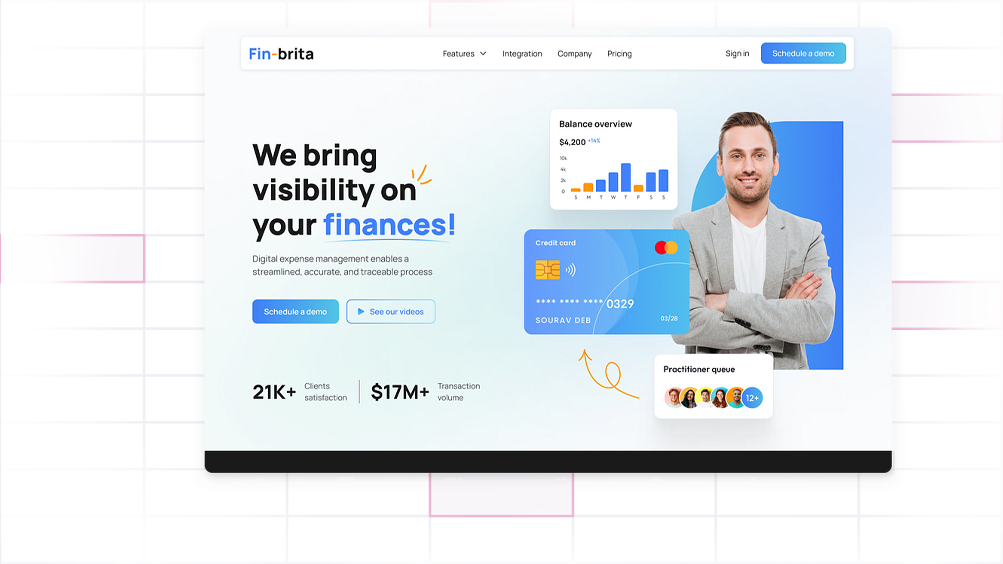 Fin-brita
Features
Integration
Company
Pricing
Sign in
Schedule a demo
We bring
visibility on
your finances!
Digital expense management enables a
streamlined, accurate, and traceable process
Schedule a demo
See our videos
21K+
Clients
satisfaction
$17M+
Transaction
volume
Balance overview
$4,200 +14%
10k
4k
2k
0
S M T W T F S S
Credit card
**** **** **** 0329
SOURAV DEB
03/28
Practitioner queue
12+